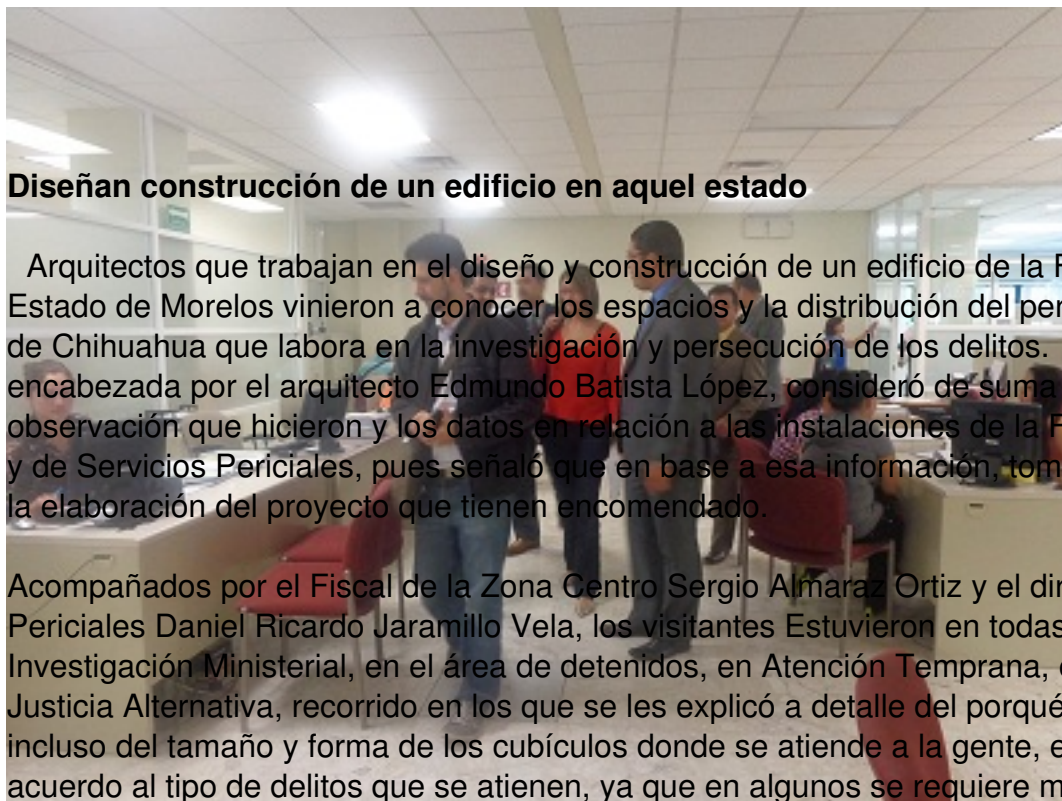 Diseñan construcción de un edificio en aquel estado
Arquitectos que trabajan en el diseño y construcción de un edificio de la
Estado de Morelos vinieron a conocer los espacios y la distribución del
de Chihuahua que labora en la investigación y persecución de los delitos.
encabezada por el arquitecto Edmundo Batista López, consideró de suma
observación que hicieron y los datos en relación a las instalaciones de la
y de Servicios Periciales, pues señaló que en base a esa información,
la elaboración del proyecto que tienen encomendado.
Acompañados por el Fiscal de la Zona Centro Sergio Almaraz Ortiz y el
Periciales Daniel Ricardo Jaramillo Vela, los visitantes Estuvieron en todas
Investigación Ministerial, en el área de detenidos, en Atención Temprana,
Justicia Alternativa, recorrido en los que se les explicó a detalle del porqué
incluso del tamaño y forma de los cubículos donde se atiende a la gente,
acuerdo al tipo de delitos que se atienen, ya que en algunos se requiere